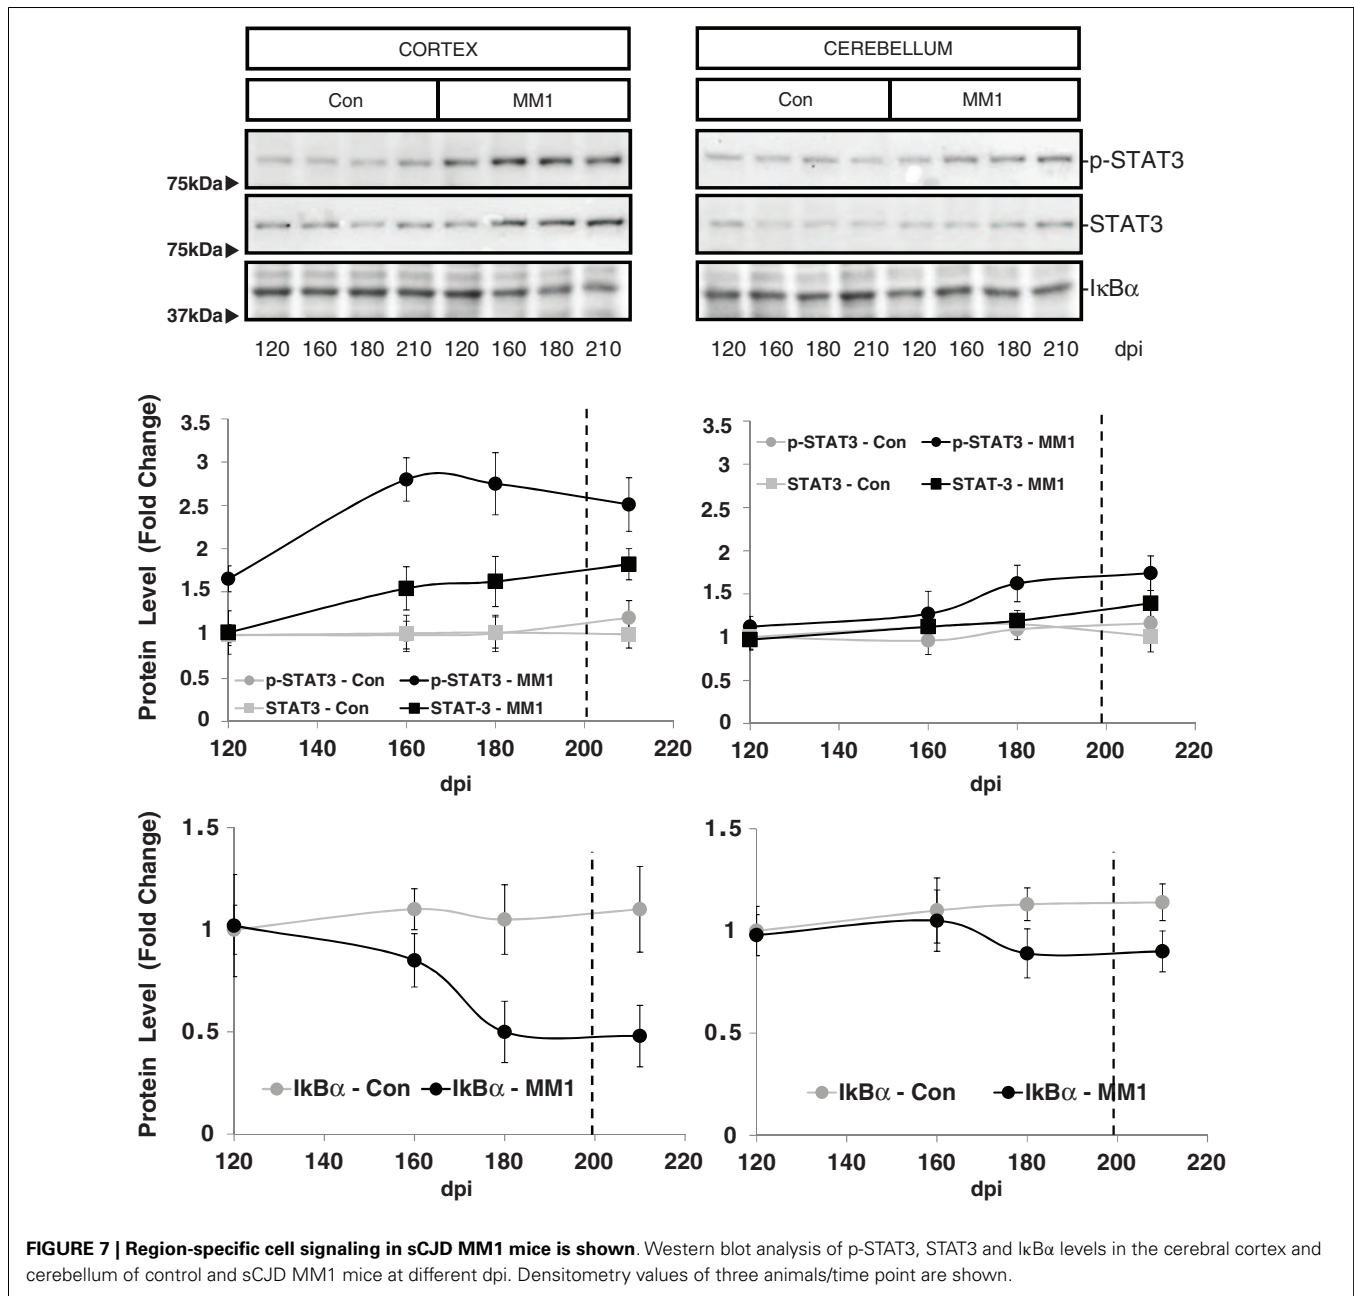 CORTEX
CEREBELLUM
Con
MM1
Con
MM1
p-STAT3
75kDa
STAT3
75kDa
IκBα
37kDa
120 160 180 210 120 160 180 210
120 160 180 210 120 160 180 210 dpi
Protein Level (Fold Change)
3.5
3
2.5
2
1.5
1
0.5
0
p-STAT3 - Con
p-STAT3 - MM1
STAT3 - Con
STAT-3 - MM1
120 140 160 180 200 220
dpi
3.5
3
2.5
2
1.5
1
0.5
0
p-STAT3 - Con
p-STAT3 - MM1
STAT3 - Con
STAT-3 - MM1
120 140 160 180 200 220
dpi
Protein Level (Fold Change)
1.5
1
0.5
0
IkBα - Con
IkBα - MM1
120 140 160 180 200 220
dpi
1.5
1
0.5
0
IkBα - Con
IkBα - MM1
120 140 160 180 200 220
dpi
FIGURE 7 | Region-specific cell signaling in sCJD MM1 mice is shown. Western blot analysis of p-STAT3, STAT3 and IκBα levels in the cerebral cortex and
cerebellum of control and sCJD MM1 mice at different dpi. Densitometry values of three animals/time point are shown.